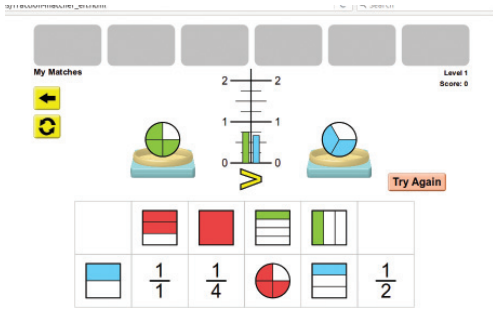 Search
My Matches
Level 1
Score: 0
2 2
1 1
0 0
>
Try Again
1/1 1/4 1/2